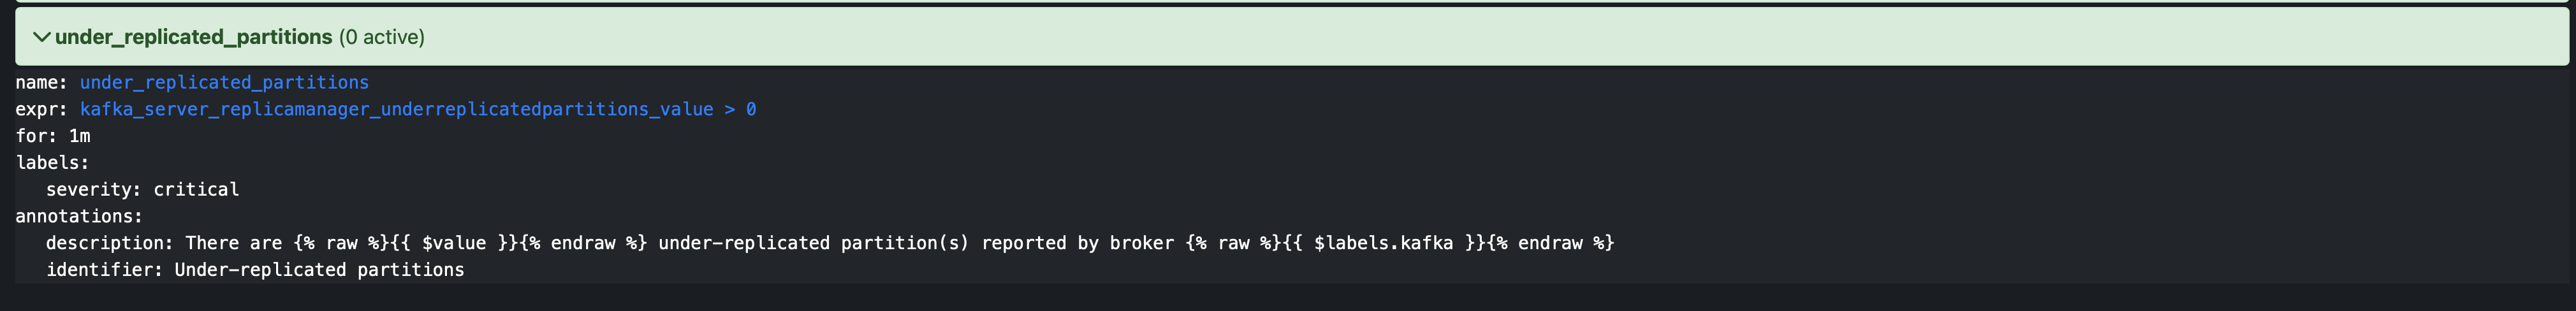 under_replicated_partitions (0 active)
name: under_replicated_partitions
expr: kafka_server_replicamanager_underreplicatedpartitions_value > 0
for: 1m
labels:
severity: critical
annotations:
description: There are {% raw %}{{ $value }}{% endraw %} under-replicated partition(s) reported by broker {% raw %}{{ $labels.kafka }}{% endraw %}
identifier: Under-replicated partitions